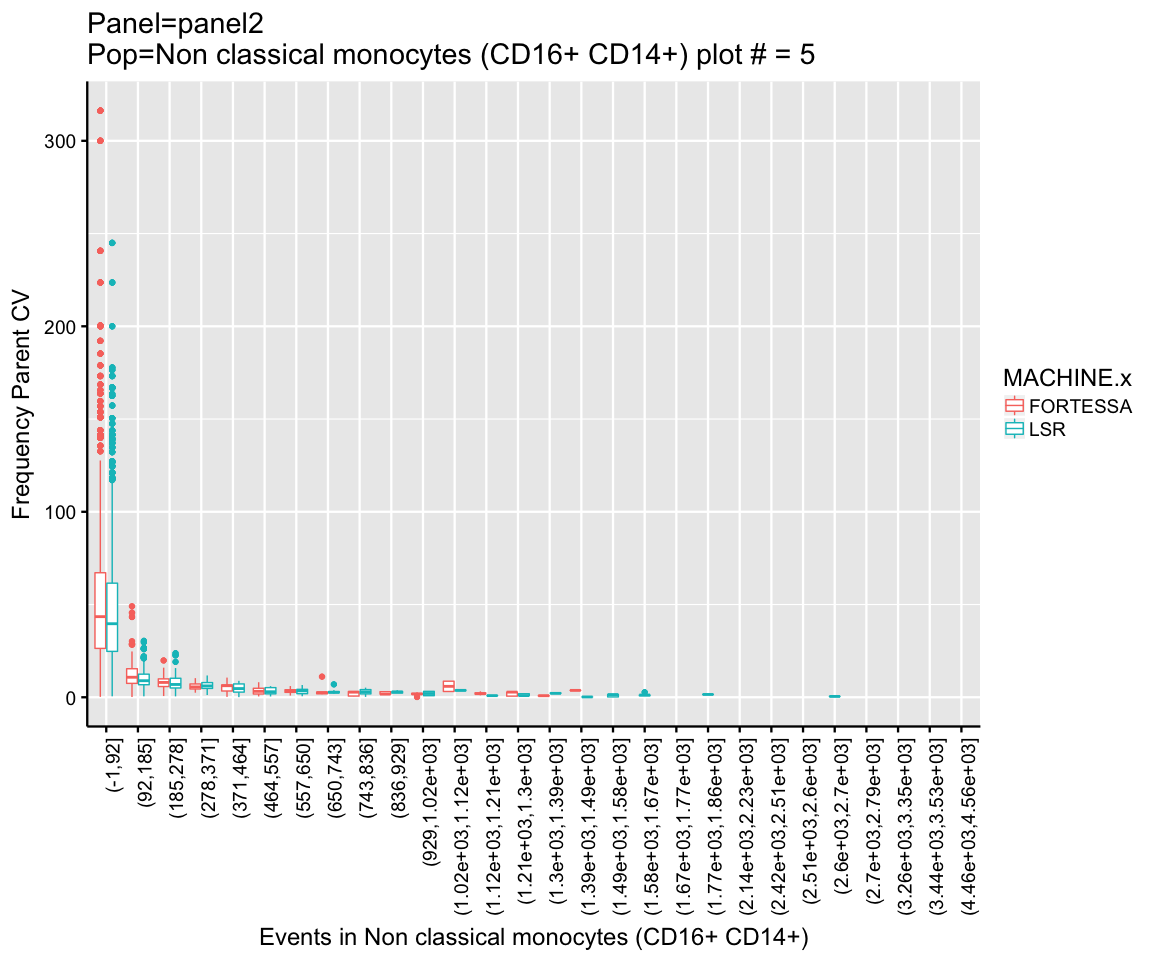 Panel=panel2
Pop=Non classical monocytes (CD16+ CD14+) plot # = 5
300
200
100
0
Frequency Parent CV
(-1,92]
(92,185]
(185,278]
(278,371]
(371,464]
(464,557]
(557,650]
(650,743]
(743,836]
(836,929]
(929,1.02e+03]
(1.02e+03,1.12e+03]
(1.12e+03,1.21e+03]
(1.21e+03,1.3e+03]
(1.3e+03,1.39e+03]
(1.39e+03,1.49e+03]
(1.49e+03,1.58e+03]
(1.58e+03,1.67e+03]
(1.67e+03,1.77e+03]
(1.77e+03,1.86e+03]
(2.14e+03,2.23e+03]
(2.42e+03,2.51e+03]
(2.51e+03,2.6e+03]
(2.6e+03,2.7e+03]
(2.7e+03,2.79e+03]
(3.26e+03,3.35e+03]
(3.44e+03,3.53e+03]
(4.46e+03,4.56e+03]
Events in Non classical monocytes (CD16+ CD14+)
MACHINE.x
FORTESSA
LSR